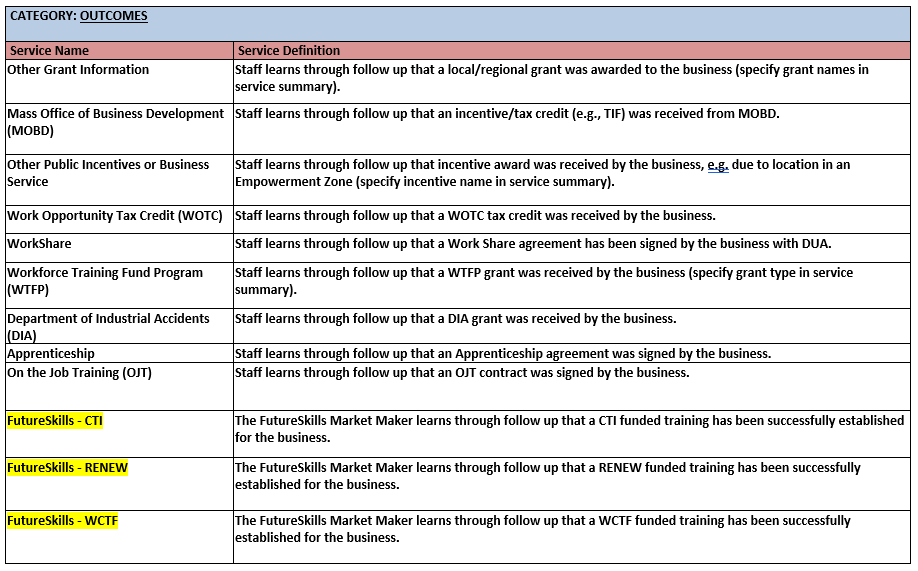 CATEGORY: OUTCOMES
Service Name
Service Definition
Other Grant Information
Staff learns through follow up that a local/regional grant was awarded to the business (specify grant names in
service summary).
Mass Office of Business Development
(MOBD)
Staff learns through follow up that an incentive/tax credit (e.g., TIF) was received from MOBD.
Other Public Incentives or Business
Service
Staff learns through follow up that incentive award was received by the business, e.g. due to location in an
Empowerment Zone (specify incentive name in service summary).
Work Opportunity Tax Credit (WOTC)
Staff learns through follow up that a WOTC tax credit was received by the business.
WorkShare
Staff learns through follow up that a Work Share agreement has been signed by the business with DUA.
Workforce Training Fund Program
(WTFP)
Staff learns through follow up that a WTFP grant was received by the business (specify grant type in service
summary).
Department of Industrial Accidents
(DIA)
Staff learns through follow up that a DIA grant was received by the business.
Apprenticeship
Staff learns through follow up that an Apprenticeship agreement was signed by the business.
On the Job Training (OJT)
Staff learns through follow up that an OJT contract was signed by the business.
FutureSkills - CTI
The FutureSkills Market Maker learns through follow up that a CTI funded training has been successfully established
for the business.
FutureSkills - RENEW
The FutureSkills Market Maker learns through follow up that a RENEW funded training has been successfully
established for the business.
FutureSkills - WCTF
The FutureSkills Market Maker learns through follow up that a WCTF funded training has been successfully
established for the business.